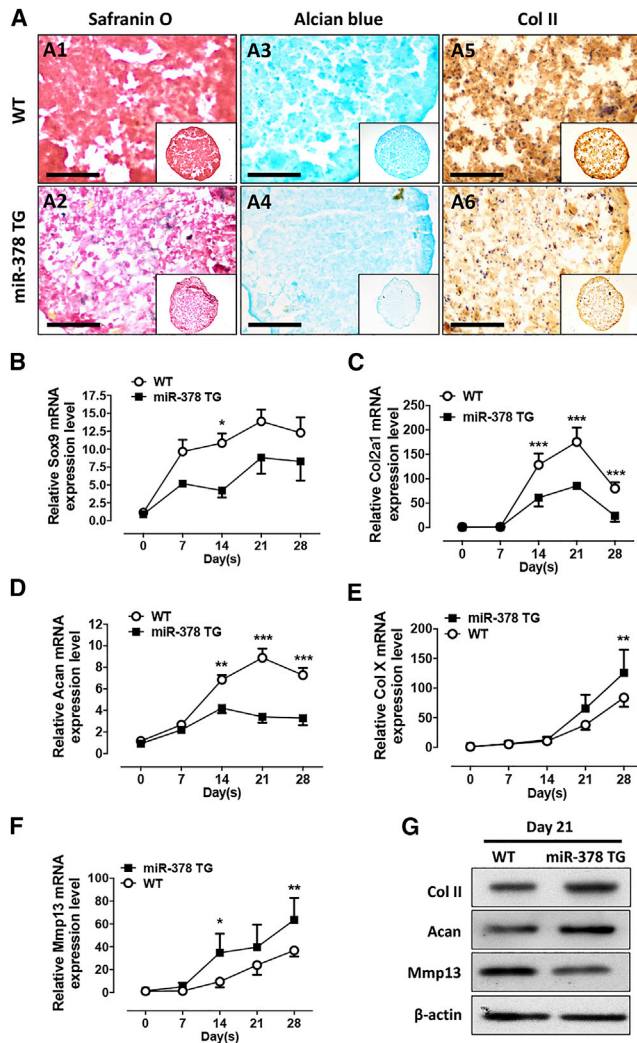 A
Safranin O Alcian blue Col II
WT
A1 A3 A5
miR-378 TG
A2 A4 A6
B
WT
miR-378 TG
Relative Sox9 mRNA
expression level
15.0
12.5
10.0
7.5
5.0
2.5
0.0
*
0 7 14 21 28
Day(s)
C
WT
miR-378 TG
Relative Col2a1 mRNA
expression level
250
200
150
100
50
0
*** *** ***
0 7 14 21 28
Day(s)
D
WT
miR-378 TG
Relative Acan mRNA
expression level
12
10
8
6
4
2
0
** *** ***
0 7 14 21 28
Day(s)
E
miR-378 TG
WT
Relative Col X mRNA
expression level
200
150
100
50
0
**
0 7 14 21 28
Day(s)
F
miR-378 TG
WT
Relative Mmp13 mRNA
expression level
100
80
60
40
20
0
* **
0 7 14 21 28
Day(s)
G
Day 21
WT miR-378 TG
Col II
Acan
Mmp13
β-actin